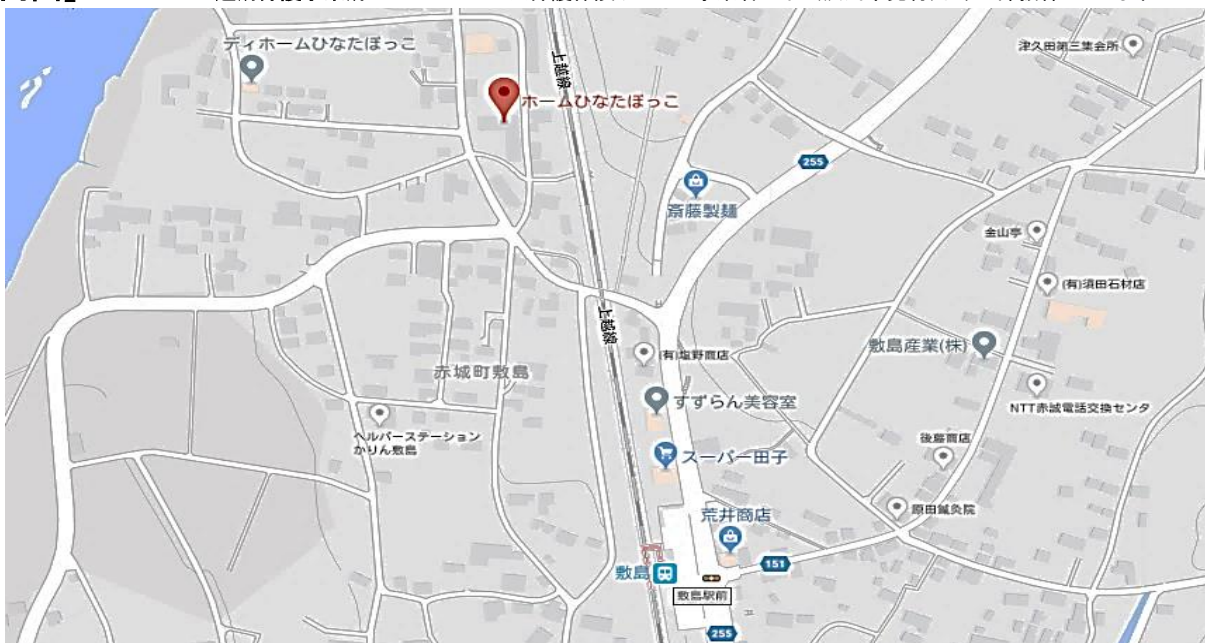 上越線
津久田第三集会所
デイホームひなたぼっこ
ホームひなたぼっこ
255
斎藤製麺
金山亭
(有)須田石材店
上越線
(有)塩野商店
敷島産業(株)
赤城町敷島
すずらん美容室
NTT赤城電話交換センタ
ヘルパーステーション
かりん敷島
後藤商店
スーパー田子
原田鍼灸院
荒井商店
151
敷島
敷島駅前
255